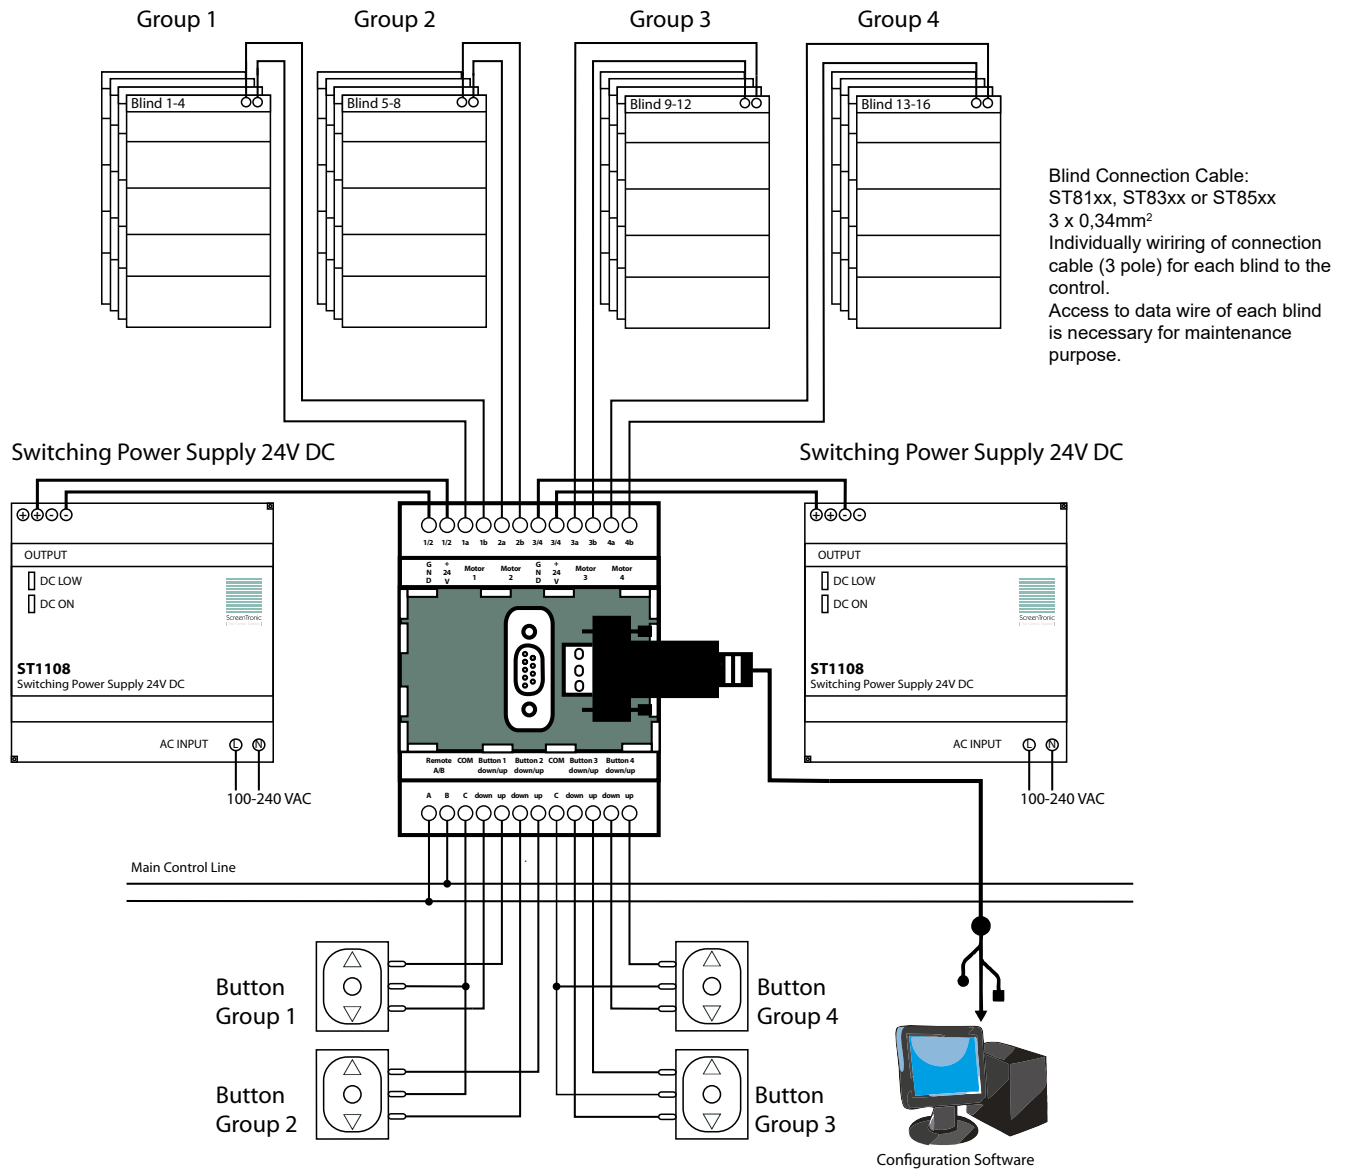 Group 1
Group 2
Group 3
Group 4
Blind 1-4
Blind 5-8
Blind 9-12
Blind 13-16
Blind Connection Cable:
ST81xx, ST83xx or ST85xx
3 x 0,34mm²
Individually wiriring of connection
cable (3 pole) for each blind to the
control.
Access to data wire of each blind
is necessary for maintenance
purpose.
Switching Power Supply 24V DC
Switching Power Supply 24V DC
+ + - -
OUTPUT
DC LOW
DC ON
ScreenTronic
ST1108
Switching Power Supply 24V DC
AC INPUT L N
100-240 VAC
1/2 1/2 1a 1b 2a 2b 3/4 3/4 3a 3b 4a 4b
GND +24V Motor 1 Motor 2 GND +24V Motor 3 Motor 4
Remote COM Button 1 Button 2 COM Button 3 Button 4
A/B down/up down/up down/up down/up
A B C down up down up C down up down up
+ + - -
OUTPUT
DC LOW
DC ON
ScreenTronic
ST1108
Switching Power Supply 24V DC
AC INPUT L N
100-240 VAC
Main Control Line
Button
Group 1
Button
Group 4
Button
Group 2
Button
Group 3
Configuration Software